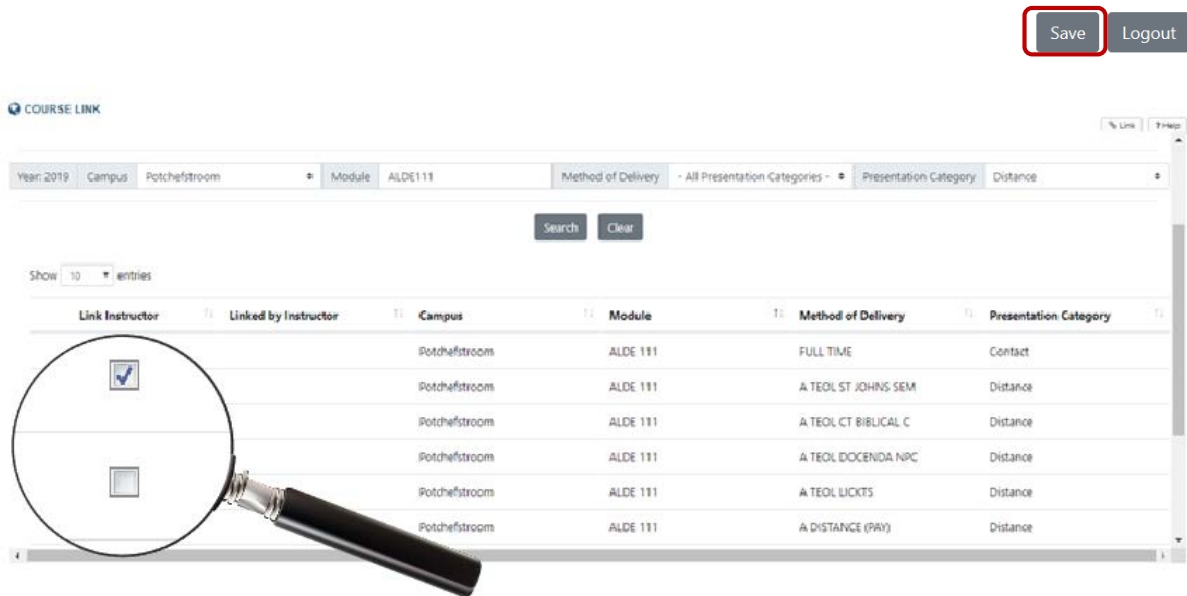 Save Logout
COURSE LINK
Link ? Help
Year: 2019 Campus Potchefstroom Module ALDE111 Method of Delivery - All Presentation Categories - Presentation Category Distance
Search Clear
Show 10 entries
Link Instructor Linked by Instructor Campus Module Method of Delivery Presentation Category
Potchefstroom ALDE 111 FULL TIME Contact
Potchefstroom ALDE 111 A TEOL ST JOHNS SEM Distance
Potchefstroom ALDE 111 A TEOL CT BIBLICAL C Distance
Potchefstroom ALDE 111 A TEOL DOCENDA NPC Distance
Potchefstroom ALDE 111 A TEOL LICKTS Distance
Potchefstroom ALDE 111 A DISTANCE (PAY) Distance